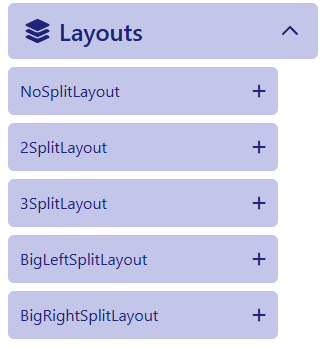 Layouts
NoSplitLayout
2SplitLayout
3SplitLayout
BigLeftSplitLayout
BigRightSplitLayout